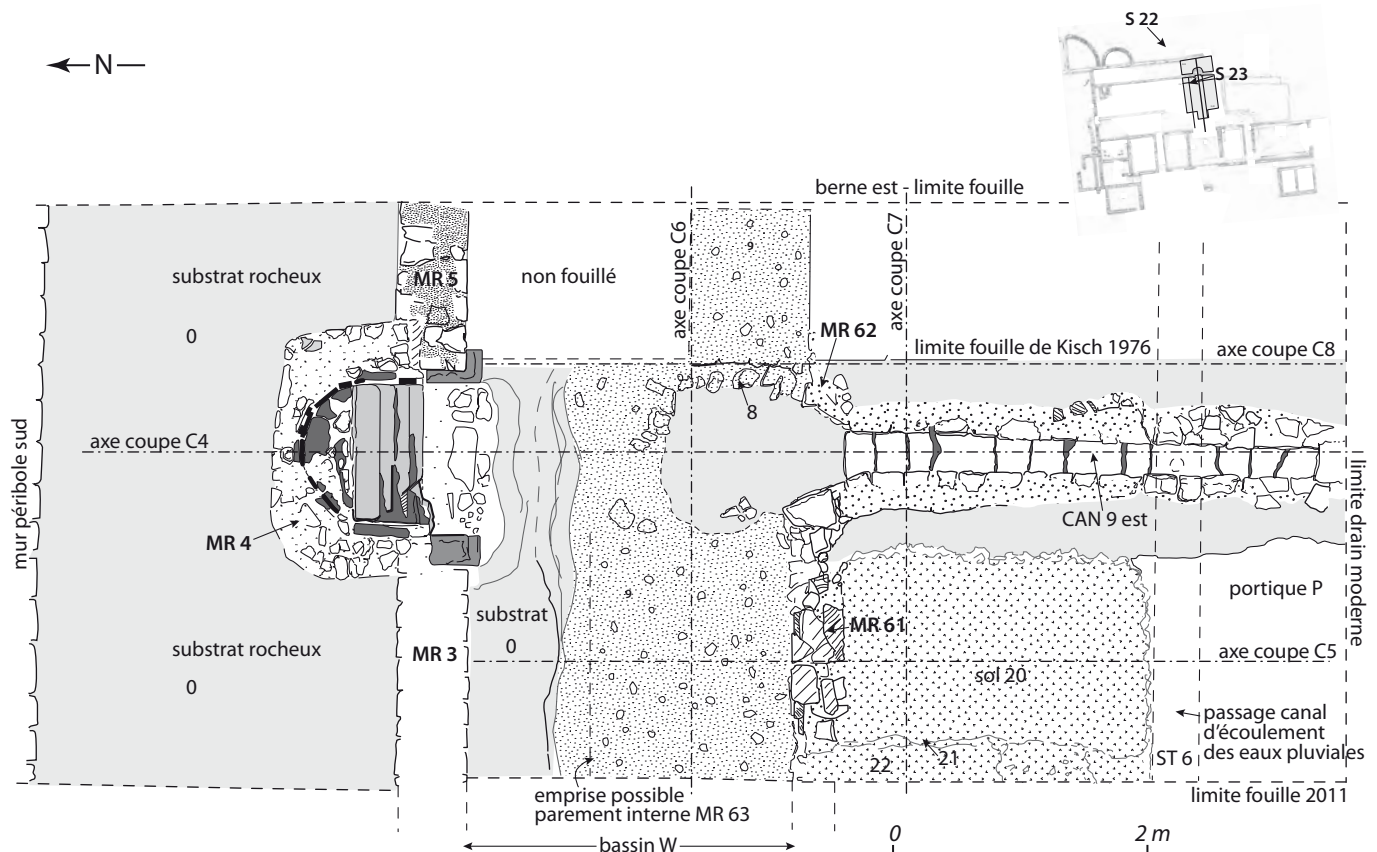 S 22
N
S 23
berne est - limite fouille
axe coupe C6
axe coupe C7
substrat rocheux
MR 5
non fouillé
0
MR 62
limite fouille de Kisch 1976
axe coupe C8
8
mur péribole sud
axe coupe C4
CAN 9 est
limite drain moderne
MR 4
portique P
substrat
0
MR 61
substrat rocheux
MR 3
axe coupe C5
0
sol 20
passage canal
d'écoulement
des eaux pluviales
21
22
ST 6
emprise possible
parement interne MR 63
limite fouille 2011
bassin W
0
2 m